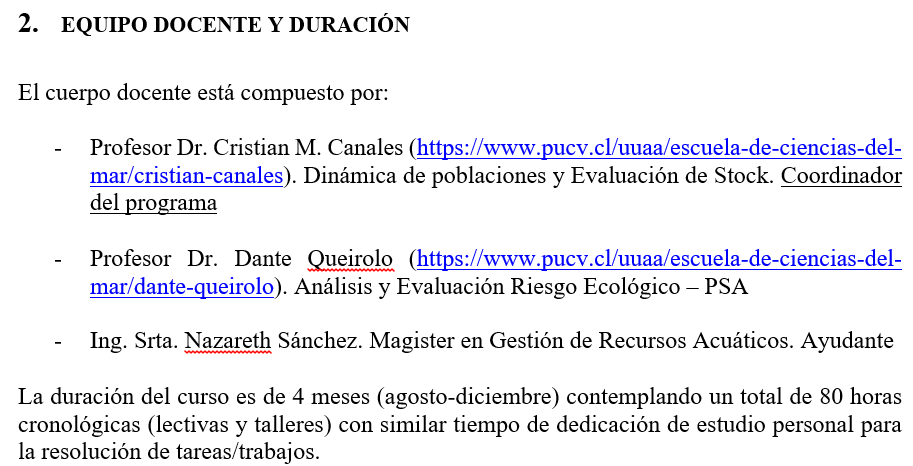 2. EQUIPO DOCENTE Y DURACIÓN
El cuerpo docente está compuesto por:
- Profesor Dr. Cristian M. Canales (https://www.pucv.cl/uuaa/escuela-de-ciencias-del-
mar/cristian-canales). Dinámica de poblaciones y Evaluación de Stock. Coordinador
del programa
- Profesor Dr. Dante Queirolo (https://www.pucv.cl/uuaa/escuela-de-ciencias-del-
mar/dante-queirolo). Análisis y Evaluación Riesgo Ecológico – PSA
- Ing. Srta. Nazareth Sánchez. Magister en Gestión de Recursos Acuáticos. Ayudante
La duración del curso es de 4 meses (agosto-diciembre) contemplando un total de 80 horas
cronológicas (lectivas y talleres) con similar tiempo de dedicación de estudio personal para
la resolución de tareas/trabajos.